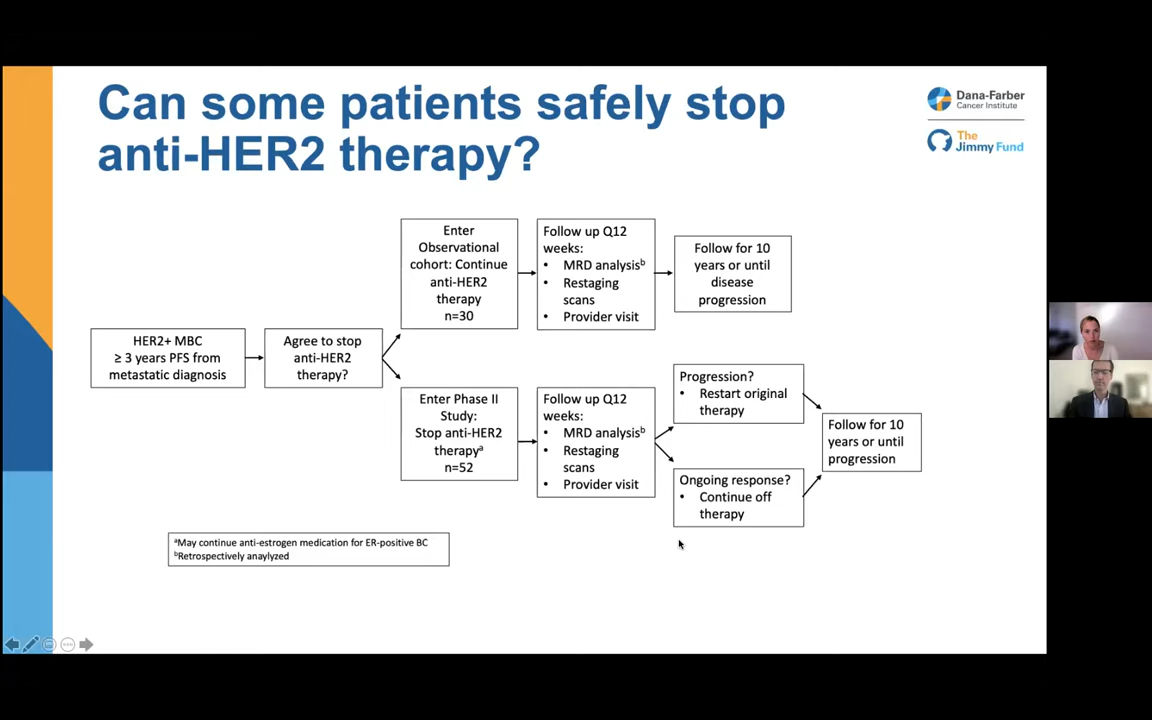 Can some patients safely stop
anti-HER2 therapy?
Dana-Farber
Cancer Institute
The
Jimmy Fund
HER2+ MBC
≥ 3 years PFS from
metastatic diagnosis
Agree to stop
anti-HER2
therapy?
Enter
Observational
cohort: Continue
anti-HER2
therapy
n=30
Follow up Q12
weeks:
• MRD analysisᵇ
• Restaging
scans
• Provider visit
Follow for 10
years or until
disease
progression
Enter Phase II
Study:
Stop anti-HER2
therapyᵃ
n=52
Follow up Q12
weeks:
• MRD analysisᵇ
• Restaging
scans
• Provider visit
Progression?
• Restart original
therapy
Ongoing response?
• Continue off
therapy
Follow for 10
years or until
progression
ᵃMay continue anti-estrogen medication for ER-positive BC
ᵇRetrospectively anaylyzed